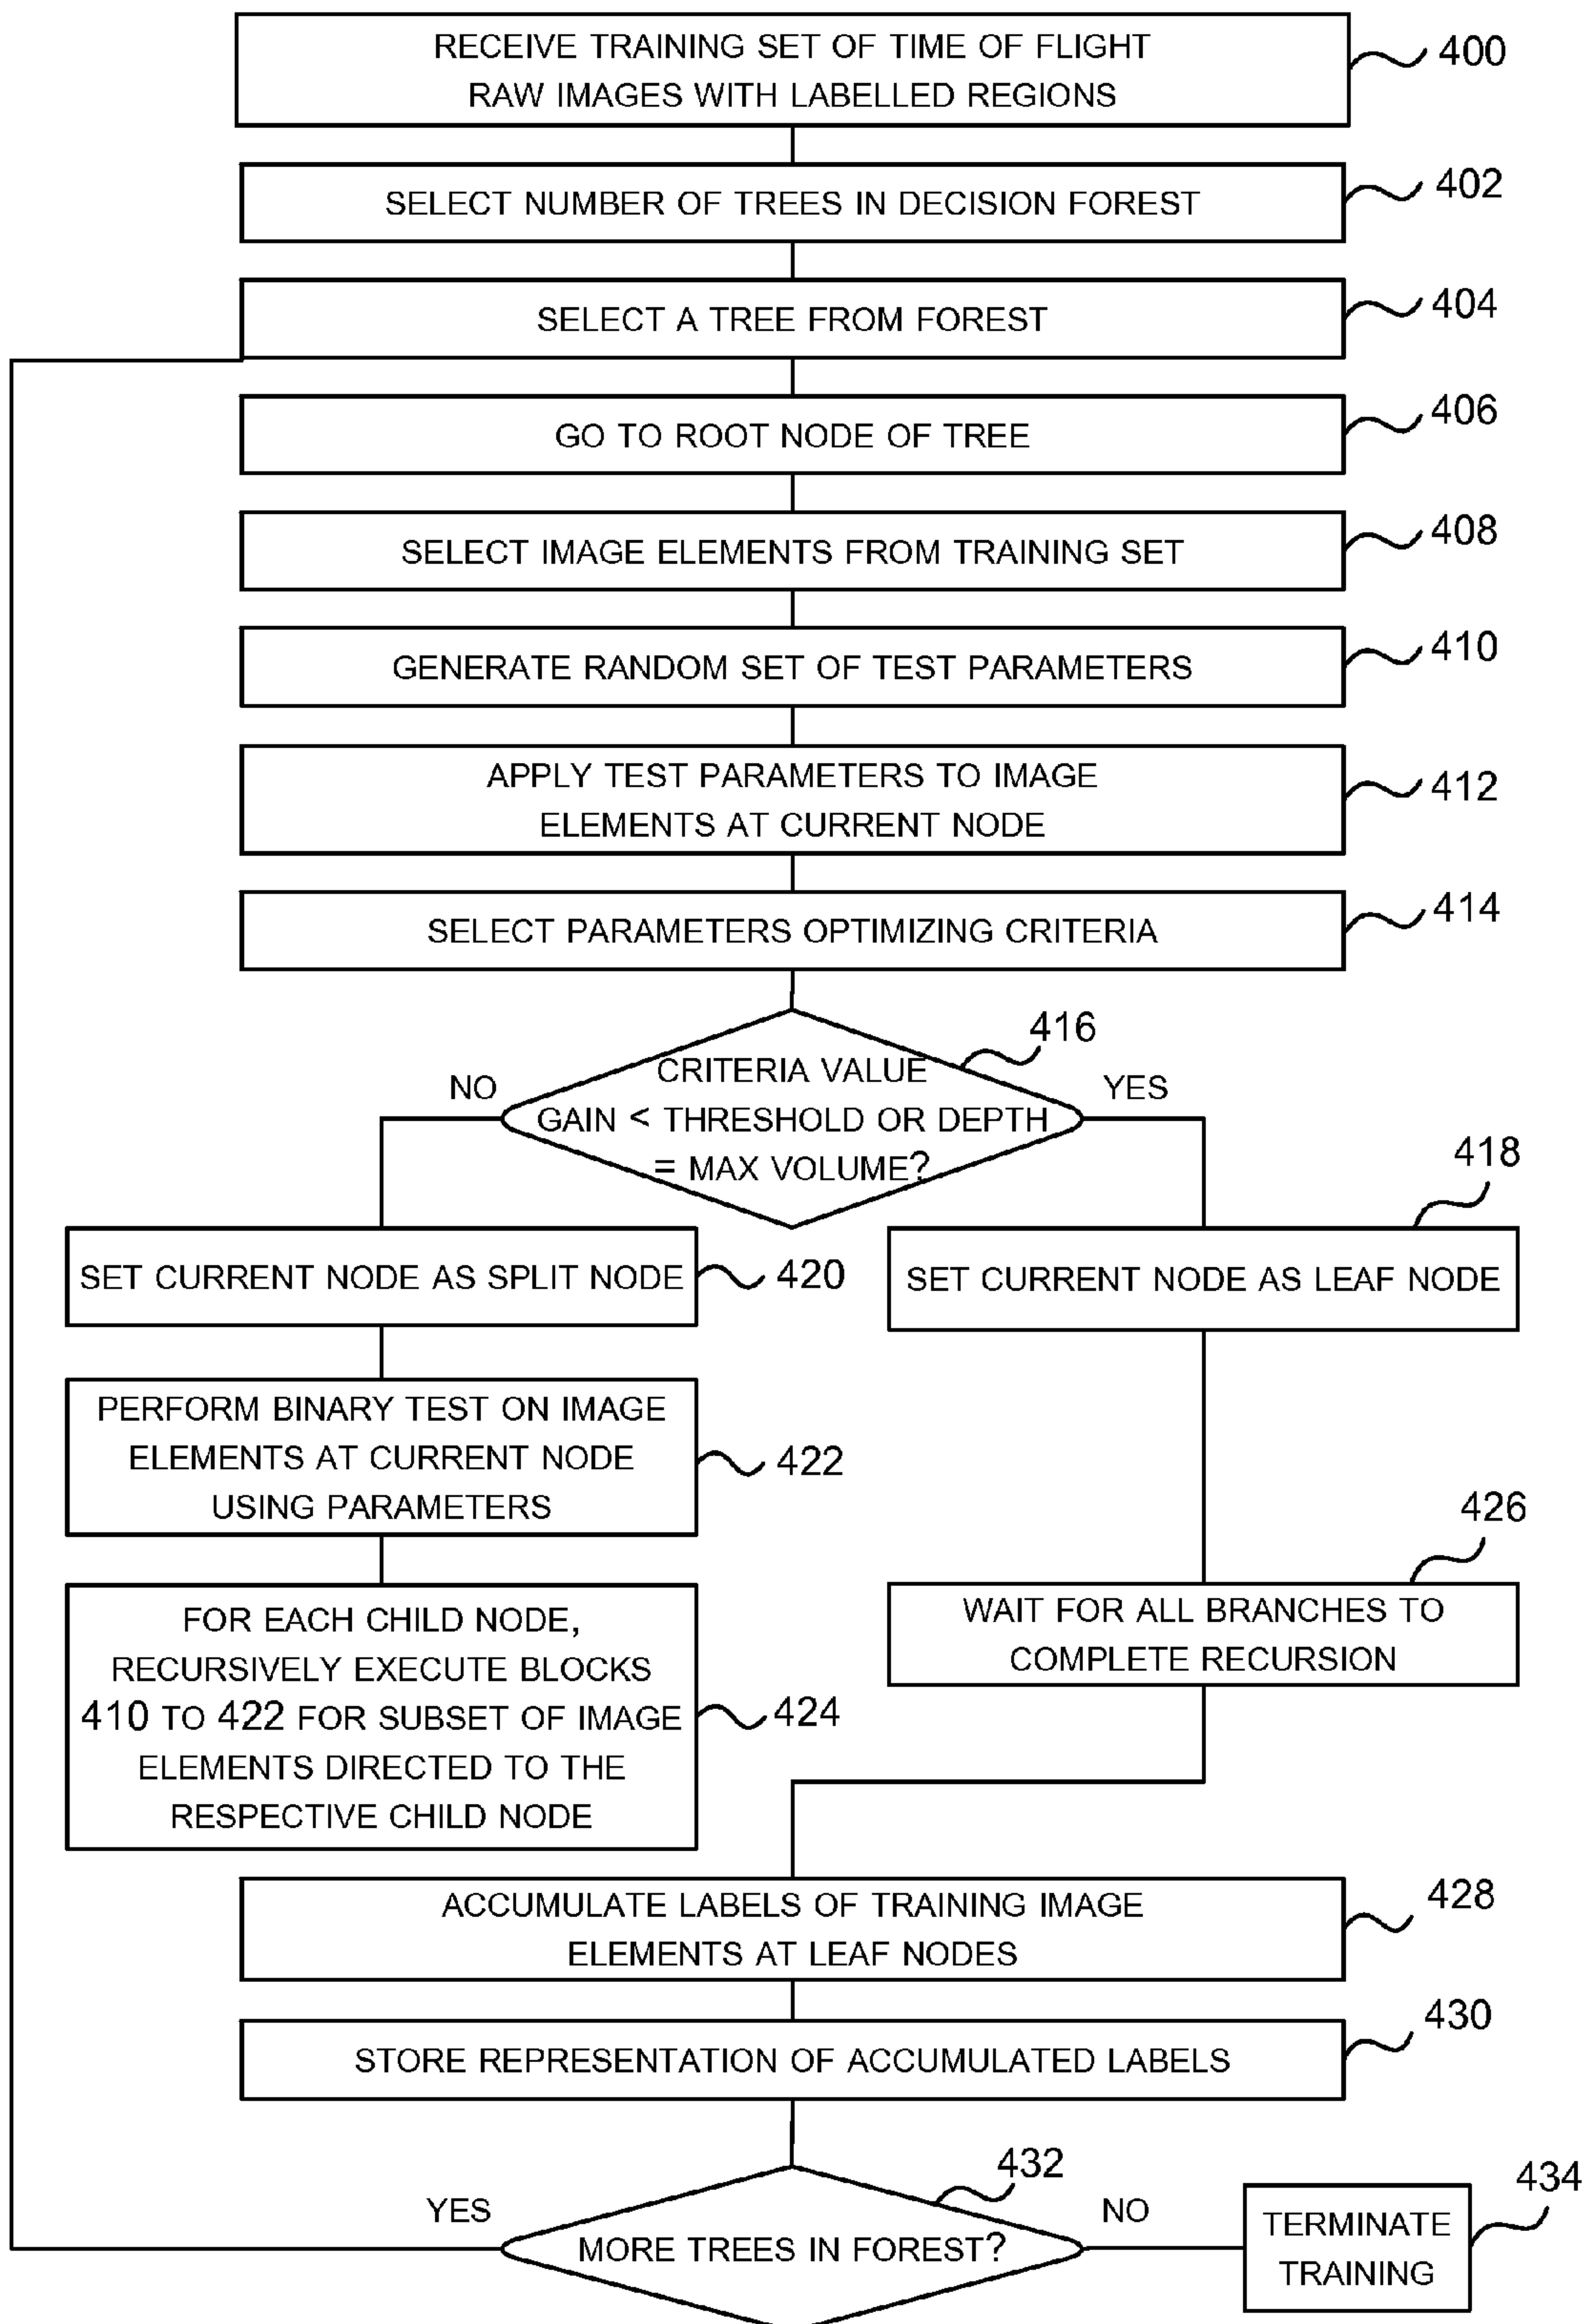 RECEIVE TRAINING SET OF TIME OF FLIGHT
RAW IMAGES WITH LABELLED REGIONS
400
SELECT NUMBER OF TREES IN DECISION FOREST
402
SELECT A TREE FROM FOREST
404
GO TO ROOT NODE OF TREE
406
SELECT IMAGE ELEMENTS FROM TRAINING SET
408
GENERATE RANDOM SET OF TEST PARAMETERS
410
APPLY TEST PARAMETERS TO IMAGE
ELEMENTS AT CURRENT NODE
412
SELECT PARAMETERS OPTIMIZING CRITERIA
414
416
CRITERIA VALUE
GAIN < THRESHOLD OR DEPTH
= MAX VOLUME?
NO
YES
SET CURRENT NODE AS SPLIT NODE
420
418
SET CURRENT NODE AS LEAF NODE
PERFORM BINARY TEST ON IMAGE
ELEMENTS AT CURRENT NODE
USING PARAMETERS
422
FOR EACH CHILD NODE,
RECURSIVELY EXECUTE BLOCKS
410 TO 422 FOR SUBSET OF IMAGE
ELEMENTS DIRECTED TO THE
RESPECTIVE CHILD NODE
424
426
WAIT FOR ALL BRANCHES TO
COMPLETE RECURSION
ACCUMULATE LABELS OF TRAINING IMAGE
ELEMENTS AT LEAF NODES
428
STORE REPRESENTATION OF ACCUMULATED LABELS
430
432
YES
MORE TREES IN FOREST?
NO
434
TERMINATE
TRAINING